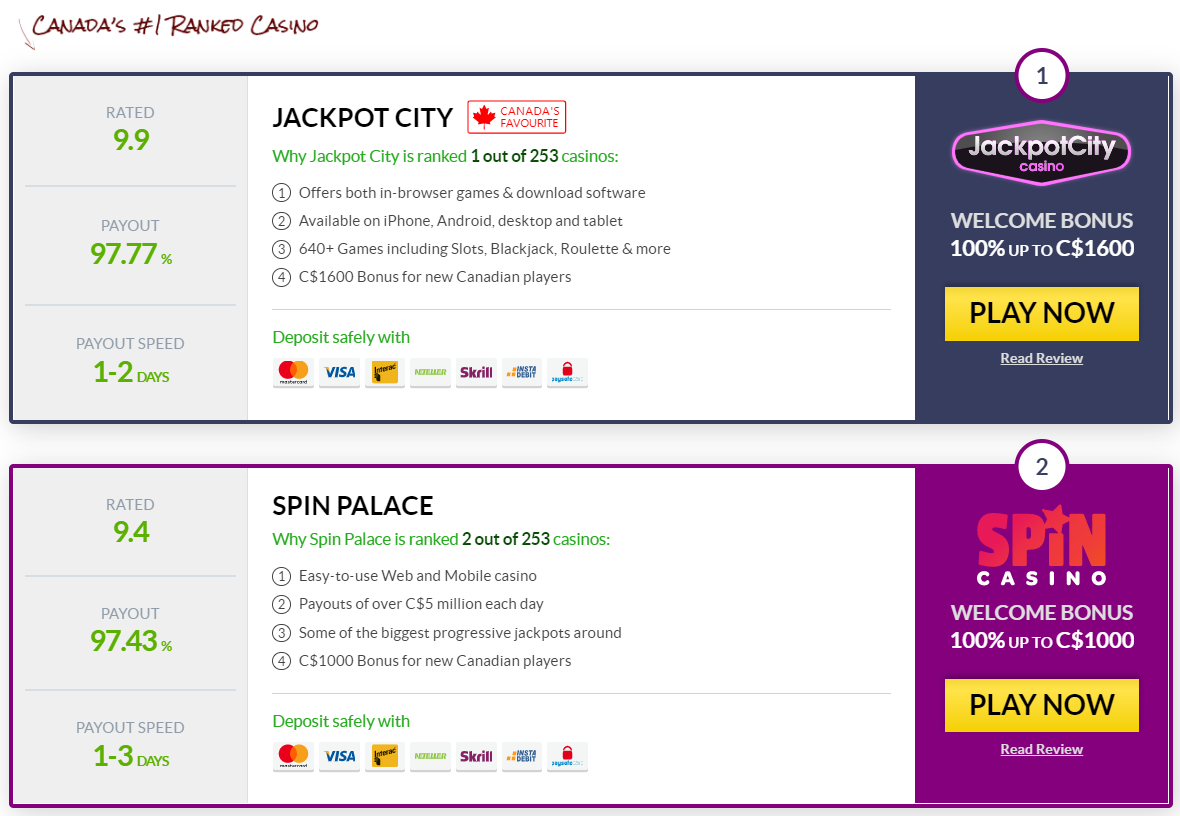 CANADA'S #1 RANKED CASINO
1
RATED
9.9
PAYOUT
97.77 %
PAYOUT SPEED
1-2 DAYS
JACKPOT CITY
CANADA'S
FAVOURITE
Why Jackpot City is ranked 1 out of 253 casinos:
1 Offers both in-browser games & download software
2 Available on iPhone, Android, desktop and tablet
3 640+ Games including Slots, Blackjack, Roulette & more
4 C$1600 Bonus for new Canadian players
Deposit safely with
mastercard VISA Interac NETELLER Skrill INSTA DEBIT paysafecard
JackpotCity
casino
WELCOME BONUS
100% UP TO C$1600
PLAY NOW
Read Review
2
RATED
9.4
PAYOUT
97.43 %
PAYOUT SPEED
1-3 DAYS
SPIN PALACE
Why Spin Palace is ranked 2 out of 253 casinos:
1 Easy-to-use Web and Mobile casino
2 Payouts of over C$5 million each day
3 Some of the biggest progressive jackpots around
4 C$1000 Bonus for new Canadian players
Deposit safely with
mastercard VISA Interac NETELLER Skrill INSTA DEBIT paysafecard
SPIN
CASINO
WELCOME BONUS
100% UP TO C$1000
PLAY NOW
Read Review